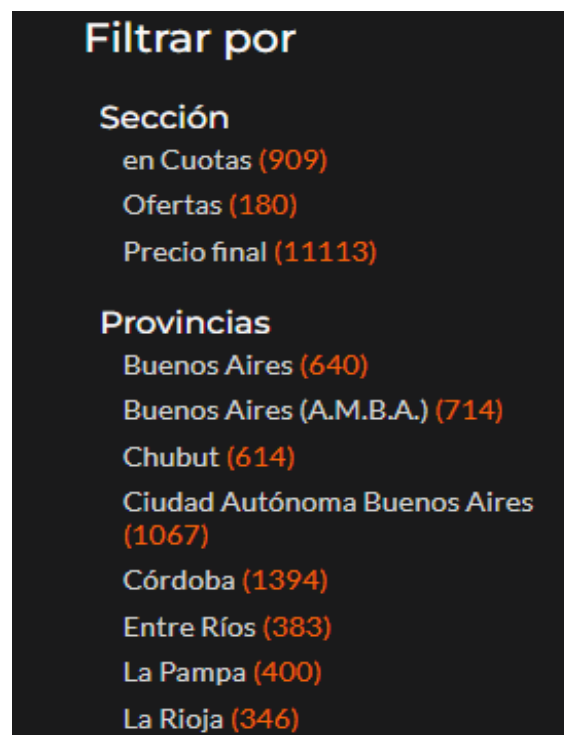 Filtrar por
Sección
en Cuotas (909)
Ofertas (180)
Precio final (11113)
Provincias
Buenos Aires (640)
Buenos Aires (A.M.B.A.) (714)
Chubut (614)
Ciudad Autónoma Buenos Aires
(1067)
Córdoba (1394)
Entre Ríos (383)
La Pampa (400)
La Rioja (346)